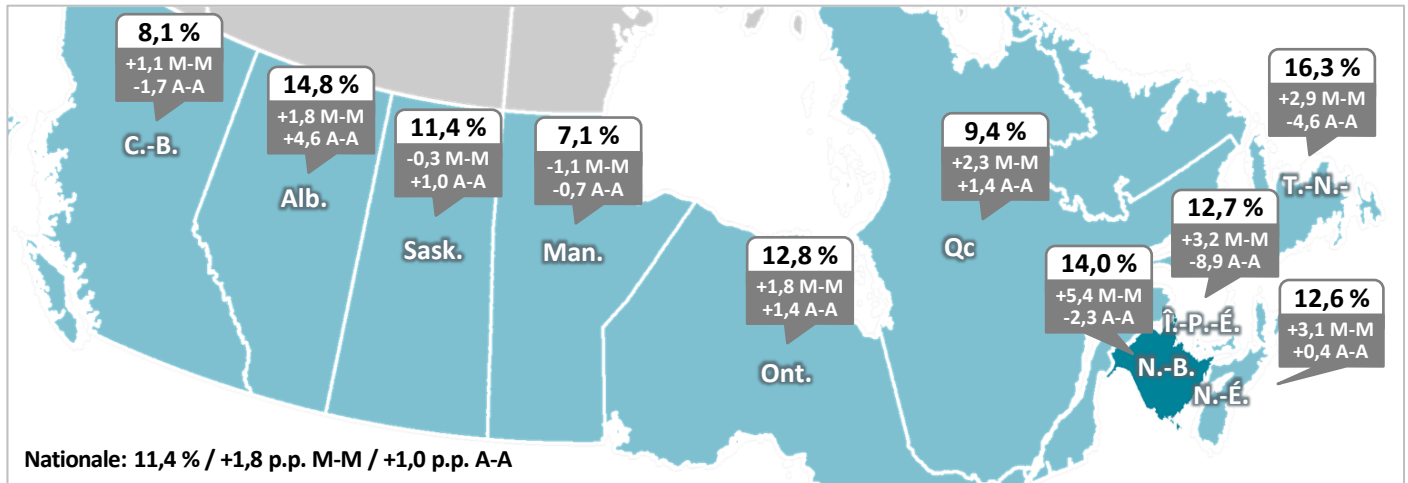 8,1 %
+1,1 M-M
-1,7 A-A
C.-B.
14,8 %
+1,8 M-M
+4,6 A-A
Alb.
11,4 %
-0,3 M-M
+1,0 A-A
Sask.
7,1 %
-1,1 M-M
-0,7 A-A
Man.
12,8 %
+1,8 M-M
+1,4 A-A
Ont.
9,4 %
+2,3 M-M
+1,4 A-A
Qc
16,3 %
+2,9 M-M
-4,6 A-A
T.-N.-
12,7 %
+3,2 M-M
-8,9 A-A
Î.-P.-É.
14,0 %
+5,4 M-M
-2,3 A-A
N.-B.
12,6 %
+3,1 M-M
+0,4 A-A
N.-É.
Nationale: 11,4 % / +1,8 p.p. M-M / +1,0 p.p. A-A